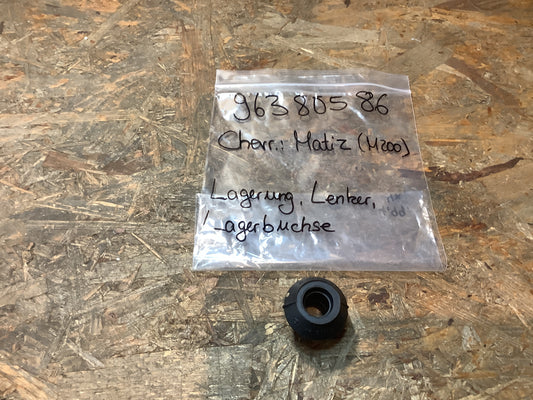 96380586
Chevr.: Matiz (M200)
Lagerung, Lenker,
Lagerbuchse